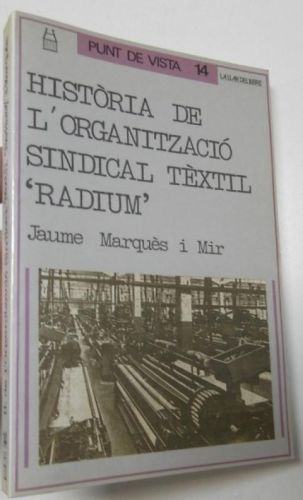 PUNT DE VISTA 14 LA LLAR DEL LLIBRE
HISTÒRIA DE
L'ORGANITZACIÓ
SINDICAL TÈXTIL
'RADIUM'
Jaume Marquès i Mir